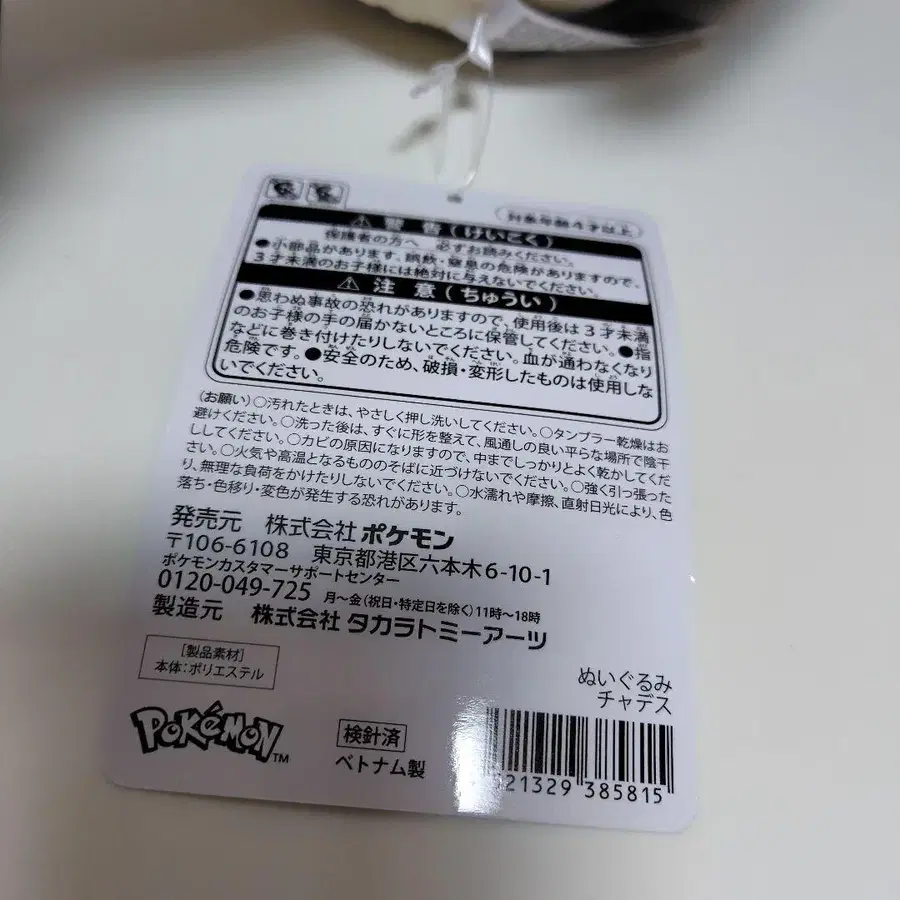 対象年齢4才以上
⚠ 警 告(けいこく)
保護者の方へ 必ずお読みください。
●小部品があります。誤飲・窒息の危険がありますので、
3才未満のお子様には絶対に与えないでください。
⚠ 注 意(ちゅうい)
●思わぬ事故の恐れがありますので、使用後は3才未満
のお子様の手の届かないところに保管してください。●指
などに巻き付けたりしないでください。血が通わなくなり
危険です。●安全のため、破損・変形したものは使用しな
いでください。
(お願い)○汚れたときは、やさしく押し洗いしてください。○タンブラー乾燥はお
避けください。○洗った後は、すぐに形を整えて、風通しの良い平らな場所で陰干
ししてください。○カビの原因になりますので、中までしっかりとよく乾かしてくだ
さい。○火気や高温となるもののそばに近づけないでください。○強く引っ張った
り、無理な負荷をかけたりしないでください。○水濡れや摩擦、直射日光により、色
落ち・色移り・変色が発生する恐れがあります。
発売元 株式会社ポケモン
〒106-6108 東京都港区六本木6-10-1
ポケモンカスタマーサポートセンター
0120-049-725 月～金(祝日・特定日を除く)11時～18時
製造元 株式会社タカラトミーアーツ
[製品素材]
本体:ポリエステル
ぬいぐるみ
チャデス
POKéMON™
検針済
ベトナム製
21329 385815